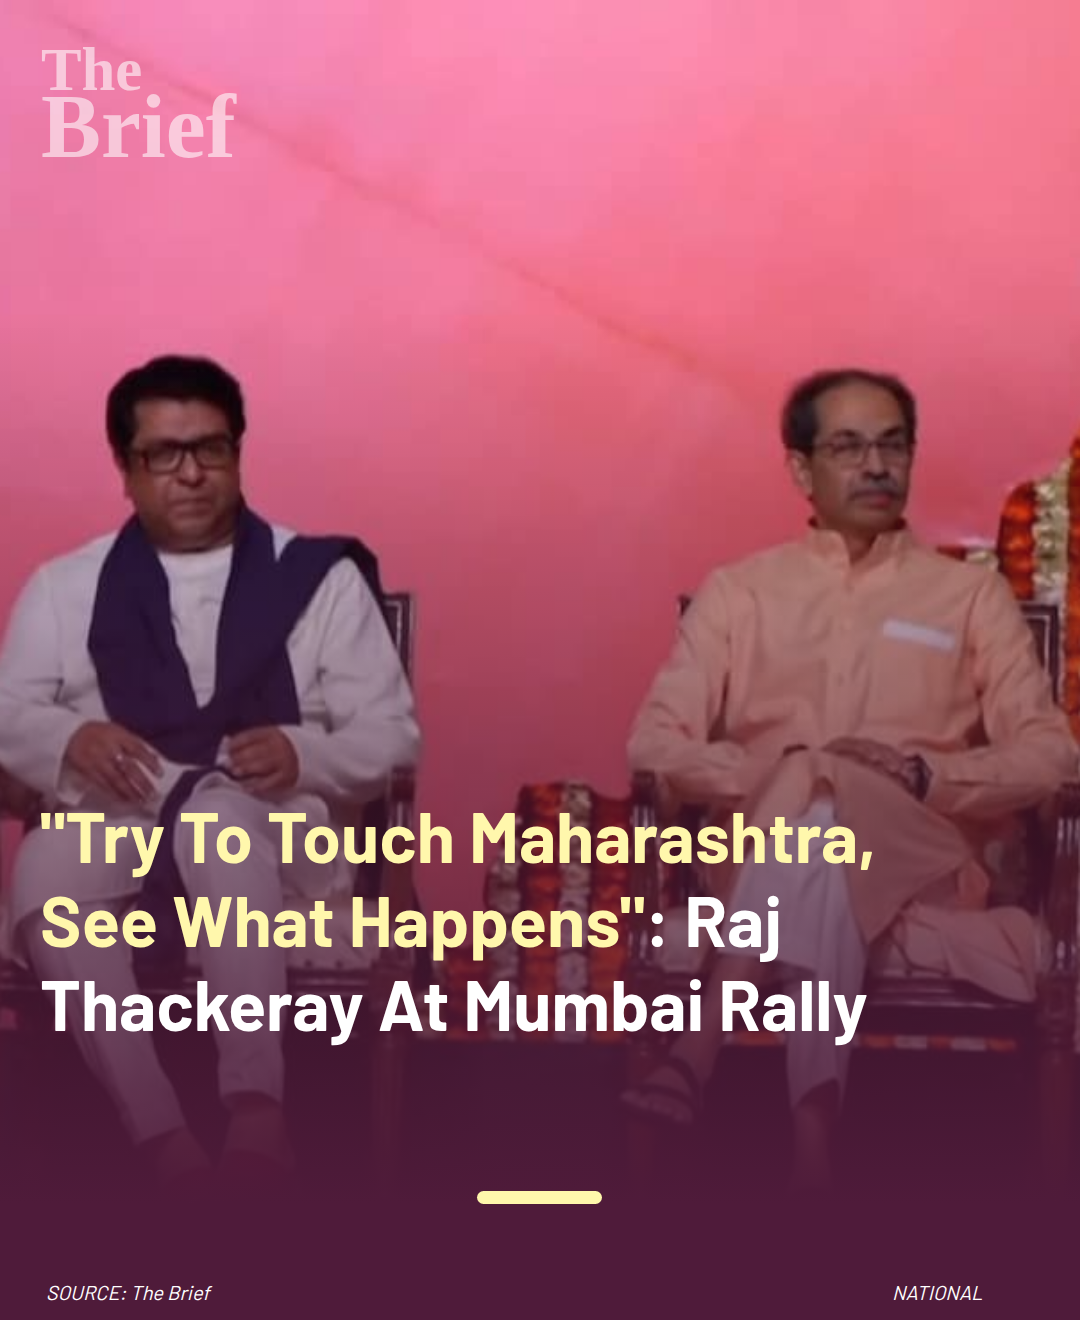 The
Brief
"Try To Touch Maharashtra,
See What Happens": Raj
Thackeray At Mumbai Rally
SOURCE: The Brief
NATIONAL